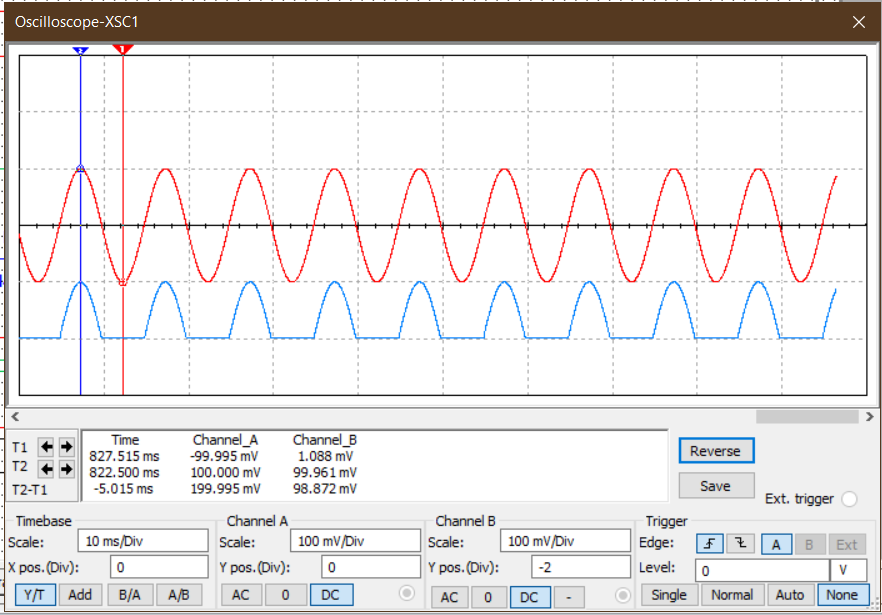 Oscilloscope-XSC1
2 1
T1 Time Channel_A Channel_B
827.515 ms -99.995 mV 1.088 mV
T2 822.500 ms 100.000 mV 99.961 mV
T2-T1 -5.015 ms 199.995 mV 98.872 mV
Reverse
Save
Ext. trigger
Timebase
Scale: 10 ms/Div
X pos.(Div): 0
Y/T Add B/A A/B
Channel A
Scale: 100 mV/Div
Y pos.(Div): 0
AC 0 DC
Channel B
Scale: 100 mV/Div
Y pos.(Div): -2
AC 0 DC -
Trigger
Edge: A B Ext
Level: 0 V
Single Normal Auto None